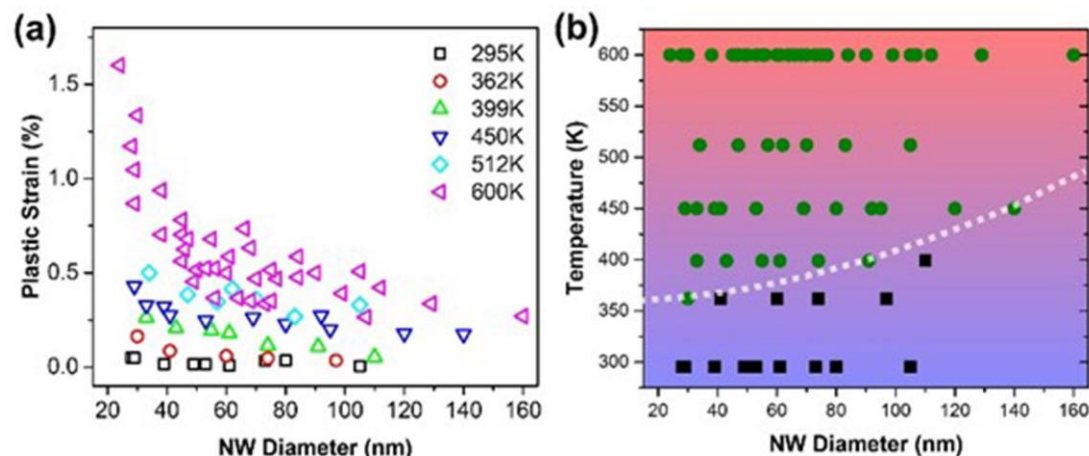 (a)
1.5
1.0
0.5
0.0
Plastic Strain (%)
20 40 60 80 100 120 140 160
NW Diameter (nm)
295K
362K
399K
450K
512K
600K
(b)
600
550
500
450
400
350
300
Temperature (K)
20 40 60 80 100 120 140 160
NW Diameter (nm)